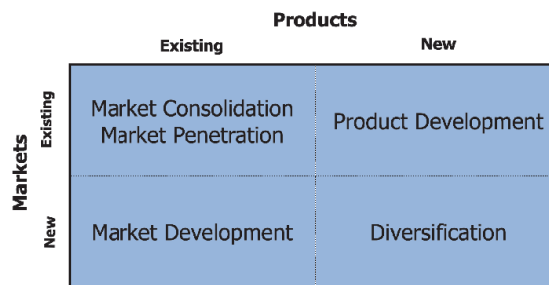 Products
Existing
New
Markets
Existing
Market Consolidation
Market Penetration
Product Development
New
Market Development
Diversification